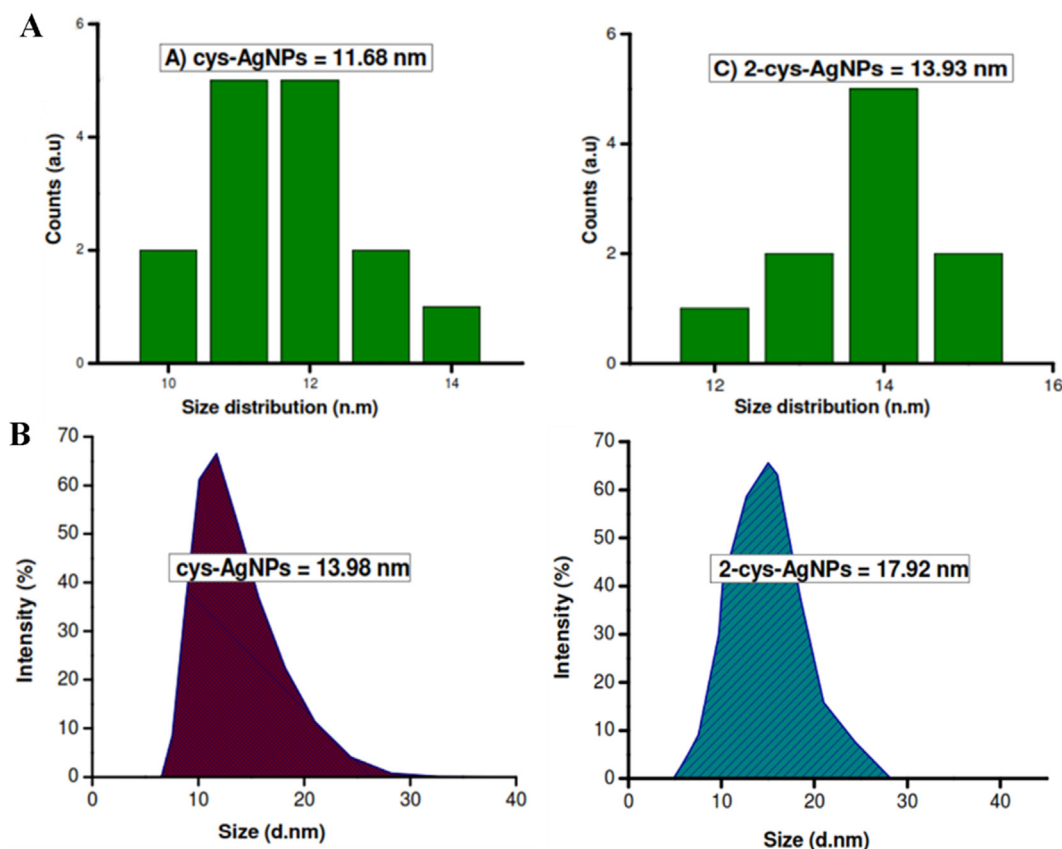 A
A) cys-AgNPs = 11.68 nm
Counts (a.u)
6
4
2
0
10
12
14
Size distribution (n.m)
C) 2-cys-AgNPs = 13.93 nm
Counts (a.u)
6
4
2
0
12
14
16
Size distribution (n.m)
B
cys-AgNPs = 13.98 nm
Intensity (%)
70
60
50
40
30
20
10
0
0
10
20
30
40
Size (d.nm)
2-cys-AgNPs = 17.92 nm
Intensity (%)
70
60
50
40
30
20
10
0
0
10
20
30
40
Size (d.nm)